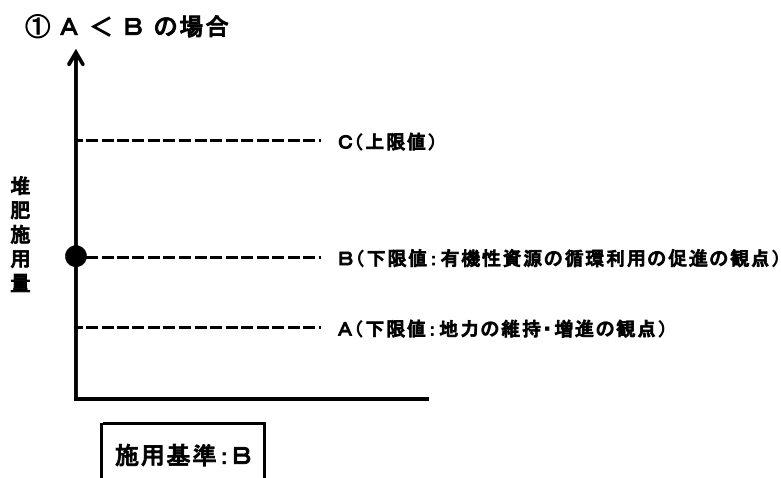 ① A ＜ B の場合
C（上限値）
堆肥施用量
B（下限値：有機性資源の循環利用の促進の観点）
A（下限値：地力の維持・増進の観点）
施用基準：B